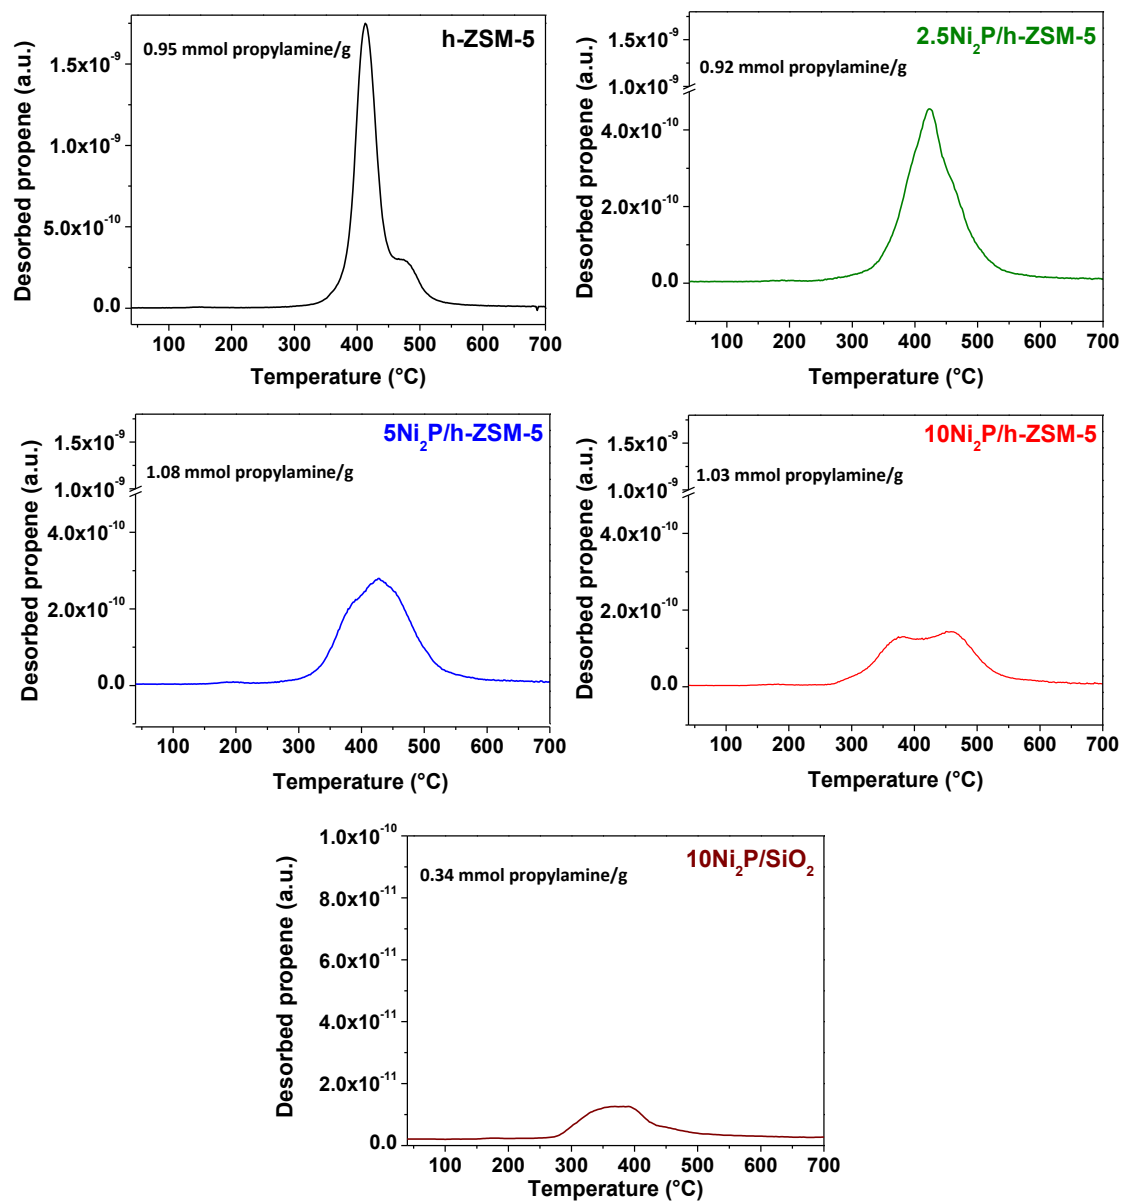 h-ZSM-5
0.95 mmol propylamine/g
1.5x10⁻⁹
1.0x10⁻⁹
5.0x10⁻¹⁰
0.0
Desorbed propene (a.u.)
100 200 300 400 500 600 700
Temperature (°C)
2.5Ni₂P/h-ZSM-5
0.92 mmol propylamine/g
1.5x10⁻⁹
1.0x10⁻⁹
4.0x10⁻¹⁰
2.0x10⁻¹⁰
0.0
Desorbed propene (a.u.)
100 200 300 400 500 600 700
Temperature (°C)
5Ni₂P/h-ZSM-5
1.08 mmol propylamine/g
1.5x10⁻⁹
1.0x10⁻⁹
4.0x10⁻¹⁰
2.0x10⁻¹⁰
0.0
Desorbed propene (a.u.)
100 200 300 400 500 600 700
Temperature (°C)
10Ni₂P/h-ZSM-5
1.03 mmol propylamine/g
1.5x10⁻⁹
1.0x10⁻⁹
4.0x10⁻¹⁰
2.0x10⁻¹⁰
0.0
Desorbed propene (a.u.)
100 200 300 400 500 600 700
Temperature (°C)
10Ni₂P/SiO₂
0.34 mmol propylamine/g
1.0x10⁻¹⁰
8.0x10⁻¹¹
6.0x10⁻¹¹
4.0x10⁻¹¹
2.0x10⁻¹¹
0.0
Desorbed propene (a.u.)
100 200 300 400 500 600 700
Temperature (°C)